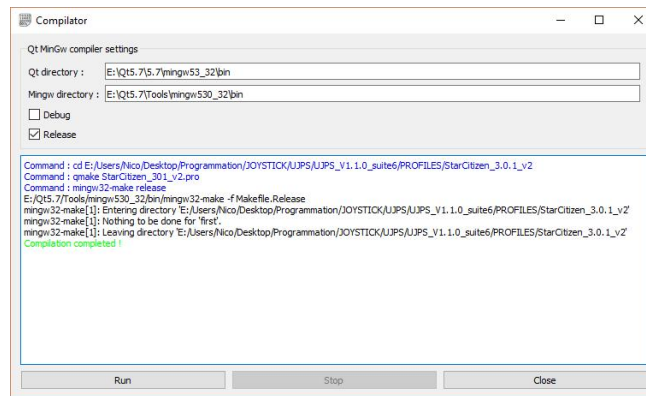 Compilator
Qt MinGw compiler settings
Qt directory :
E:\Qt5.7\5.7\mingw53_32\bin
Mingw directory :
E:\Qt5.7\Tools\mingw530_32\bin
Debug
Release
Command : cd E:/Users/Nico/Desktop/Programmation/JOYSTICK/UJPS/UJPS_V1.1.0_suite6/PROFILES/StarCitizen_3.0.1_v2
Command : qmake StarCitizen_301_v2.pro
Command : mingw32-make release
E:/Qt5.7/Tools/mingw530_32/bin/mingw32-make -f Makefile.Release
mingw32-make[1]: Entering directory 'E:/Users/Nico/Desktop/Programmation/JOYSTICK/UJPS/UJPS_V1.1.0_suite6/PROFILES/StarCitizen_3.0.1_v2'
mingw32-make[1]: Nothing to be done for 'first'.
mingw32-make[1]: Leaving directory 'E:/Users/Nico/Desktop/Programmation/JOYSTICK/UJPS/UJPS_V1.1.0_suite6/PROFILES/StarCitizen_3.0.1_v2'
Compilation completed !
Run
Stop
Close